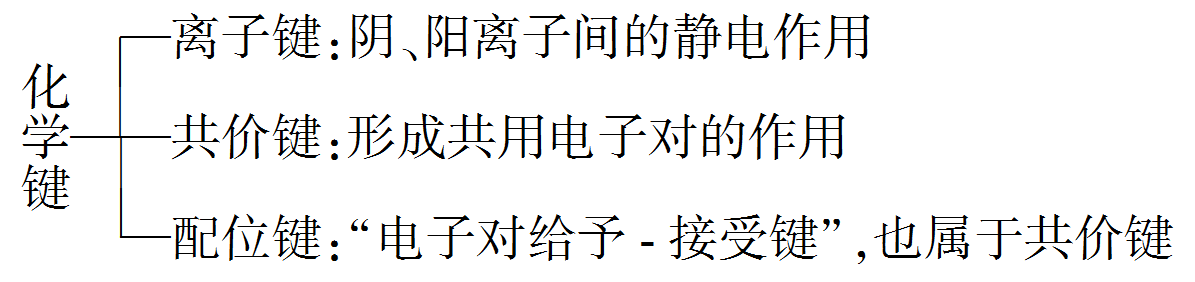 离子键:阴、阳离子间的静电作用
化学键
共价键:形成共用电子对的作用
配位键:“电子对给予-接受键”,也属于共价键